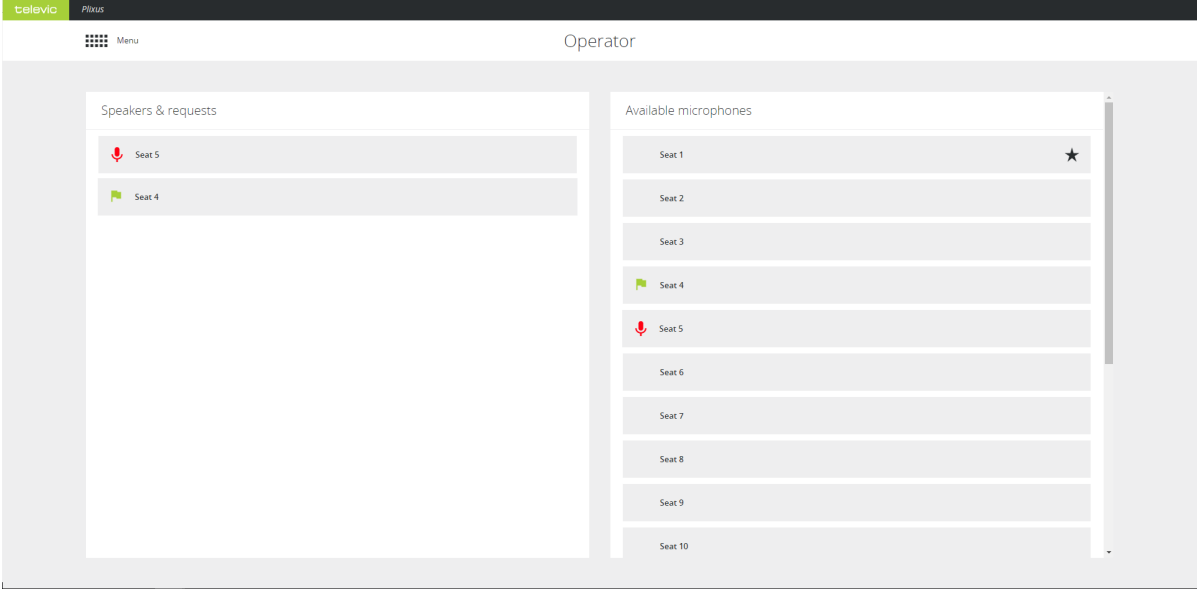 televic Plixus
Menu
Operator
Speakers & requests
Seat 5
Seat 4
Available microphones
Seat 1
Seat 2
Seat 3
Seat 4
Seat 5
Seat 6
Seat 7
Seat 8
Seat 9
Seat 10